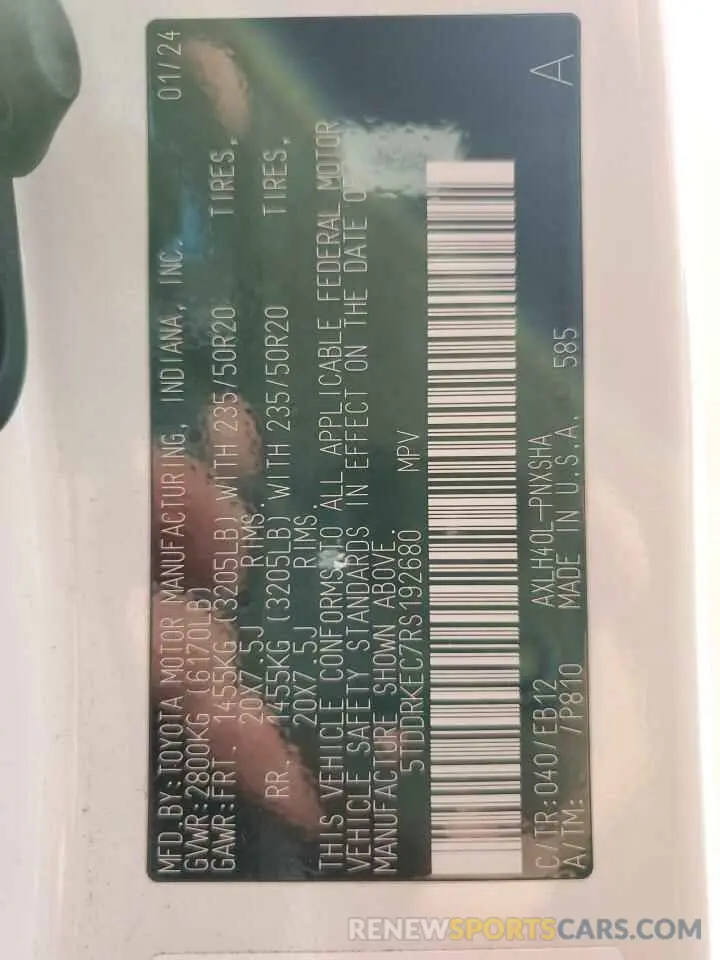 MFD.BY:TOYOTA MOTOR MANUFACTURING, INDIANA, INC. 01/24
GVWR:2800KG (6170LB)
GAWR:FRT. 1455KG (3205LB) WITH 235/50R20 TIRES,
20X7.5J RIMS.
RR. 1455KG (3205LB) WITH 235/50R20 TIRES,
20X7.5J RIMS.
THIS VEHICLE CONFORMS TO ALL APPLICABLE FEDERAL MOTOR
VEHICLE SAFETY STANDARDS IN EFFECT ON THE DATE OF
MANUFACTURE SHOWN ABOVE.
5TDDRKEC7RS192680 MPV
C/TR:040/EB12 AXLH40L-PNXSHA A
A/TM: /P810 MADE IN U.S.A. 585
RENEWSPORTSCARS.COM